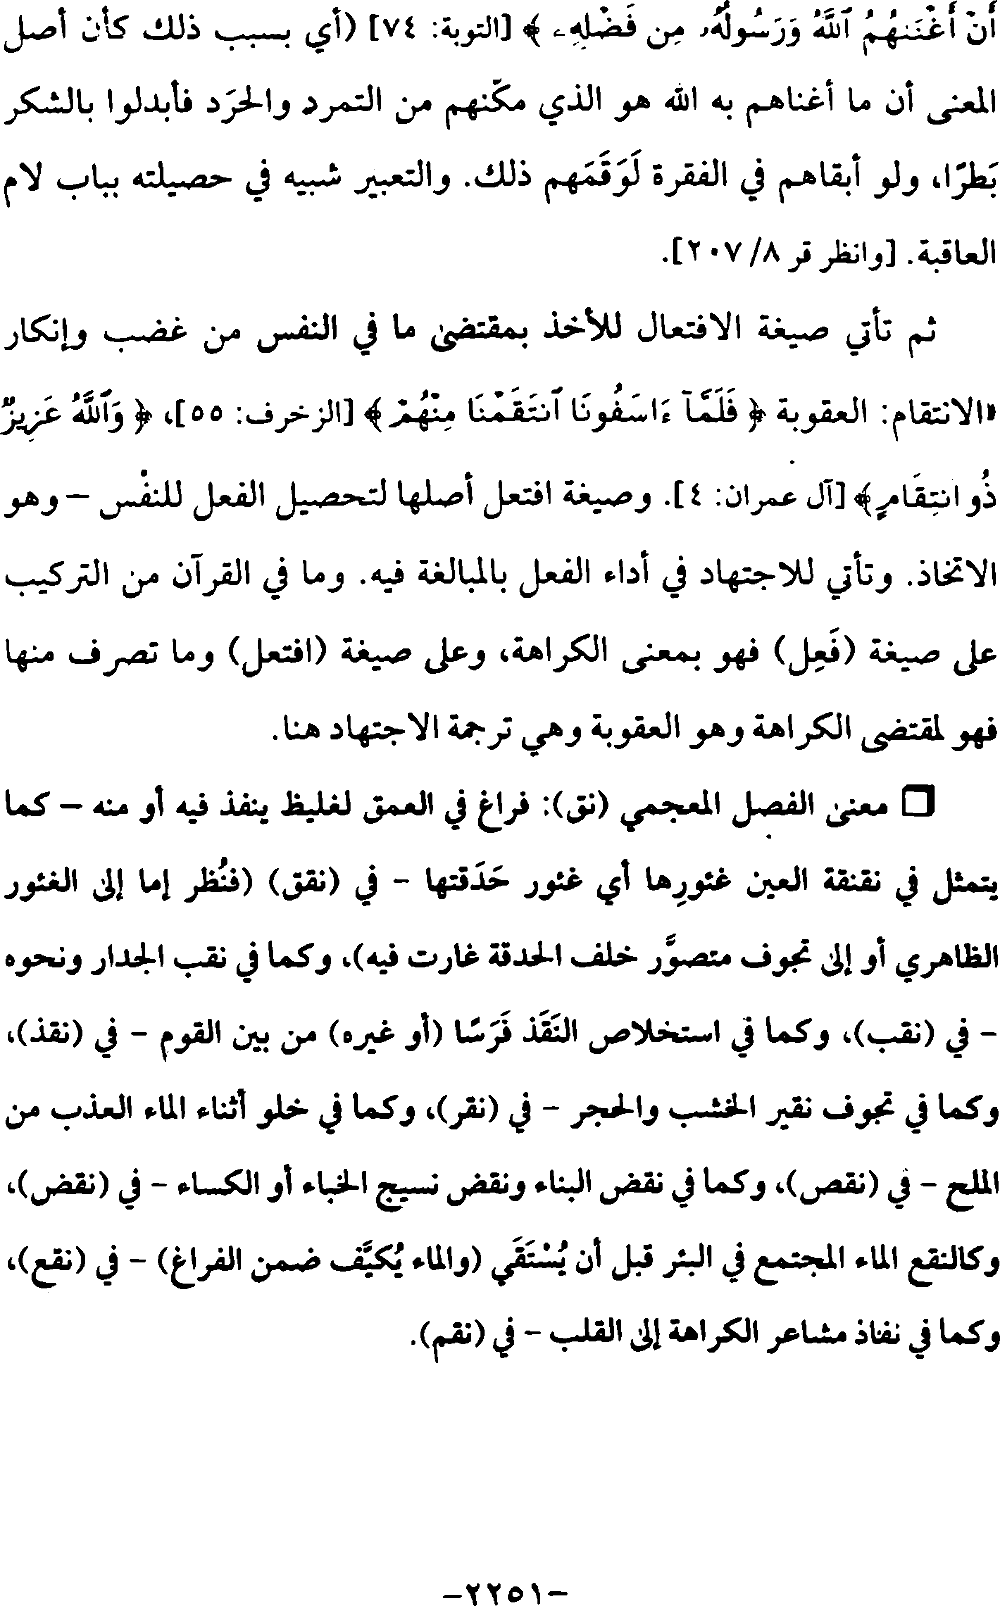 أَنْ أَغْنَىٰهُمُ ٱللَّهُ وَرَسُولُهُۥ مِن فَضْلِهِۦ ﴾ [التوبة: ٧٤] (أي بسبب ذلك كأن أصل
المعنى أن ما أغناهم به الله هو الذي مكّنهم من التمرد والحَرَد فأبدلوا بالشكر
بَطرًا، ولو أبقاهم في الفقرة لَوَقَمَهم ذلك. والتعبير شبيه في حصيلته بباب لام
العاقبة. [وانظر قر ٨/ ٢٠٧].
ثم تأتي صيغة الافتعال للأخذ بمقتضىٰ ما في النفس من غضب وإنكار
«الانتقام: العقوبة ﴿ فَلَمَّآ ءَاسَفُونَا ٱنتَقَمْنَا مِنْهُمْ ﴾ [الزخرف: ٥٥]، ﴿ وَٱللَّهُ عَزِيزٌ
ذُو انتِقَامٍ﴾ [آل عمران: ٤]. وصيغة افتعل أصلها لتحصيل الفعل للنفْس – وهو
الاتخاذ. وتأتي للاجتهاد في أداء الفعل بالمبالغة فيه. وما في القرآن من التركيب
على صيغة (فَعِل) فهو بمعنى الكراهة، وعلى صيغة (افتعل) وما تصرف منها
فهو لمقتضى الكراهة وهو العقوبة وهي ترجمة الاجتهاد هنا.
❒ معنىٰ الفصل المعجمي (نق): فراغ في العمق لغليظ ينفذ فيه أو منه – كما
يتمثل في نقنقة العين غئورِها أي غئور حَدَقتها – في (نقق) (فنُظر إما إلىٰ الغئور
الظاهري أو إلىٰ تجوف متصوَّر خلف الحدقة غارت فيه)، وكما في نقب الجدار ونحوه
– في (نقب)، وكما في استخلاص النَقَذ فَرَسًا (أو غيره) من بين القوم – في (نقذ)،
وكما في تجوف نقير الخشب والحجر – في (نقر)، وكما في خلو أثناء الماء العذب من
الملح – في (نقص)، وكما في نقض البناء ونقض نسيج الخباء أو الكساء – في (نقض)،
وكالنقع الماء المجتمع في البئر قبل أن يُسْتَقَي (والماء يُكيَّف ضمن الفراغ) – في (نقع)،
وكما في نفاذ مشاعر الكراهة إلىٰ القلب – في (نقم).
–٢٢٥١–